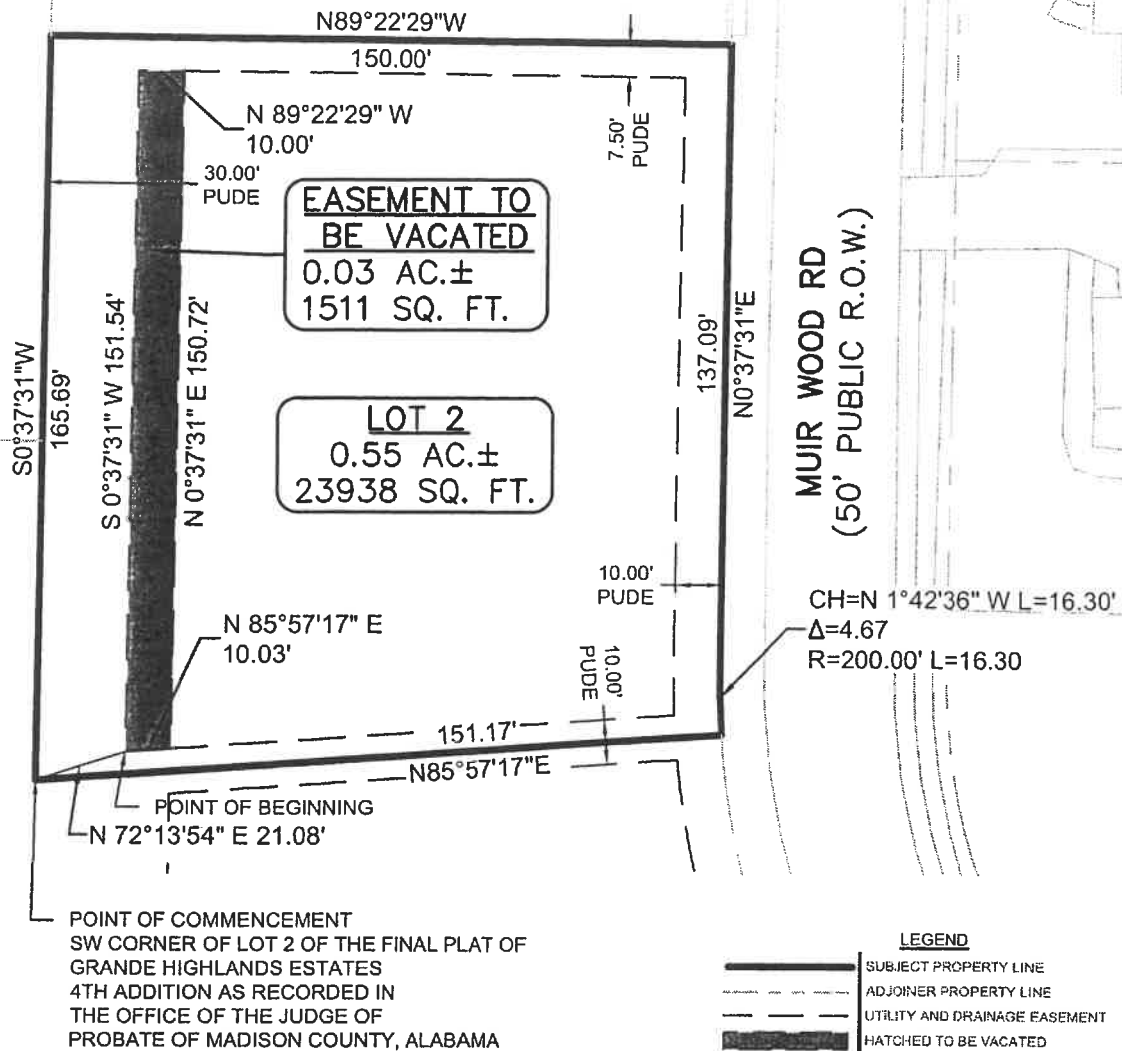 N89°22'29"W
150.00'
N 89°22'29" W
10.00'
7.50'
PUDE
30.00'
PUDE
EASEMENT TO
BE VACATED
0.03 AC.±
1511 SQ. FT.
S0°37'31"W
165.69'
S 0°37'31" W 151.54'
N 0°37'31" E 150.72'
137.09'
N0°37'31"E
MUIR WOOD RD
(50' PUBLIC R.O.W.)
LOT 2
0.55 AC.±
23938 SQ. FT.
10.00'
PUDE
CH=N 1°42'36" W L=16.30'
Δ=4.67
R=200.00' L=16.30
N 85°57'17" E
10.03'
10.00'
PUDE
151.17'
N85°57'17"E
POINT OF BEGINNING
N 72°13'54" E 21.08'
POINT OF COMMENCEMENT
SW CORNER OF LOT 2 OF THE FINAL PLAT OF
GRANDE HIGHLANDS ESTATES
4TH ADDITION AS RECORDED IN
THE OFFICE OF THE JUDGE OF
PROBATE OF MADISON COUNTY, ALABAMA
LEGEND
SUBJECT PROPERTY LINE
ADJOINER PROPERTY LINE
UTILITY AND DRAINAGE EASEMENT
HATCHED TO BE VACATED